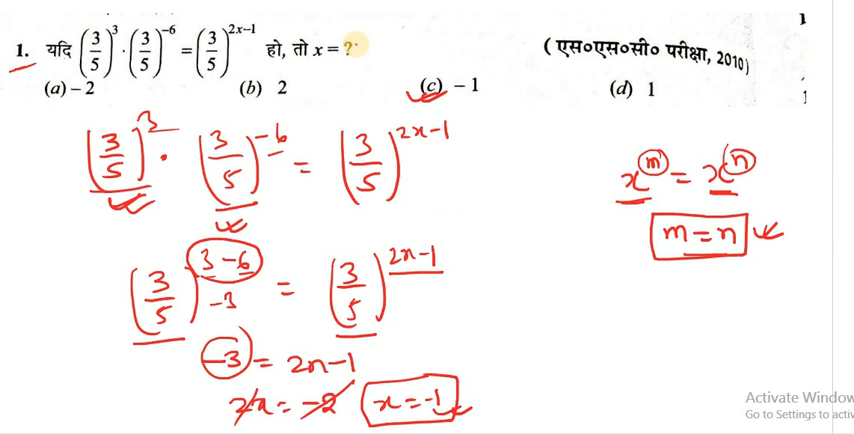 1
1. यदि (3/5)^3 · (3/5)^-6 = (3/5)^2x-1 हो, तो x = ? (एस०एस०सी० परीक्षा, 2010)
(a) – 2 (b) 2 (c) – 1 (d) 1
1
(3/5)^3 · (3/5)^-6 = (3/5)^2x-1
x^m = x^n
m = n
(3/5)^3-6 = (3/5)^2x-1
-3
-3 = 2x-1
2x = -2 x = -1
Activate Window
Go to Settings to activ